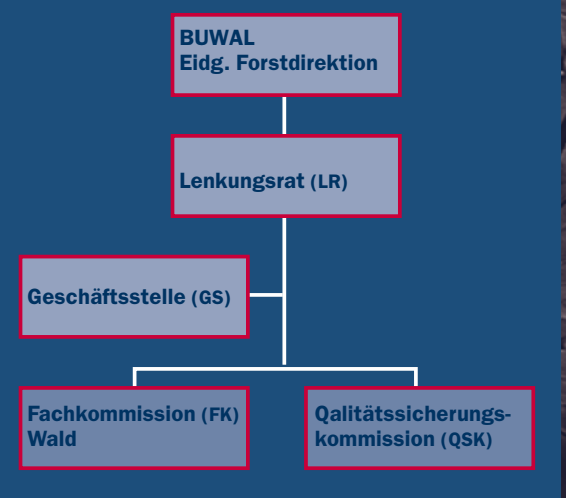 BUWAL
Eidg. Forstdirektion
Lenkungsrat (LR)
Geschäftsstelle (GS)
Fachkommission (FK)
Wald
Qalitätssicherungs-
kommission (QSK)